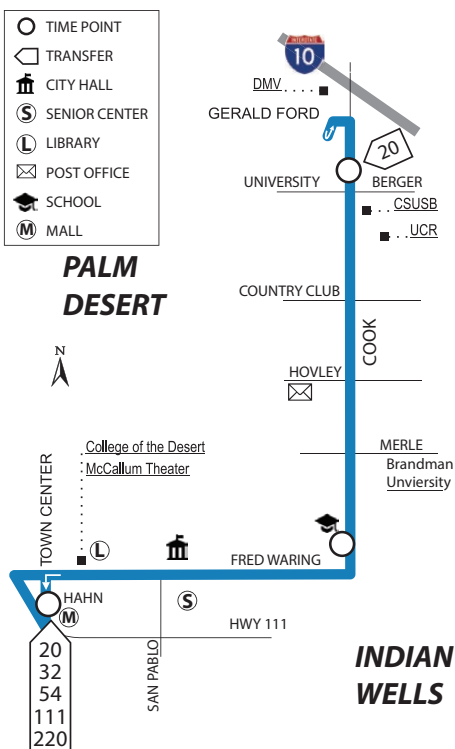 TIME POINT
TRANSFER
CITY HALL
S SENIOR CENTER
L LIBRARY
POST OFFICE
SCHOOL
M MALL
INTERSTATE
10
DMV
GERALD FORD
20
UNIVERSITY
BERGER
CSUSB
UCR
PALM
DESERT
COUNTRY CLUB
COOK
N
HOVLEY
MERLE
Brandman
Unviersity
College of the Desert
McCallum Theater
TOWN CENTER
L
FRED WARING
HAHN
M
S
HWY 111
SAN PABLO
INDIAN
WELLS
20
32
54
111
220